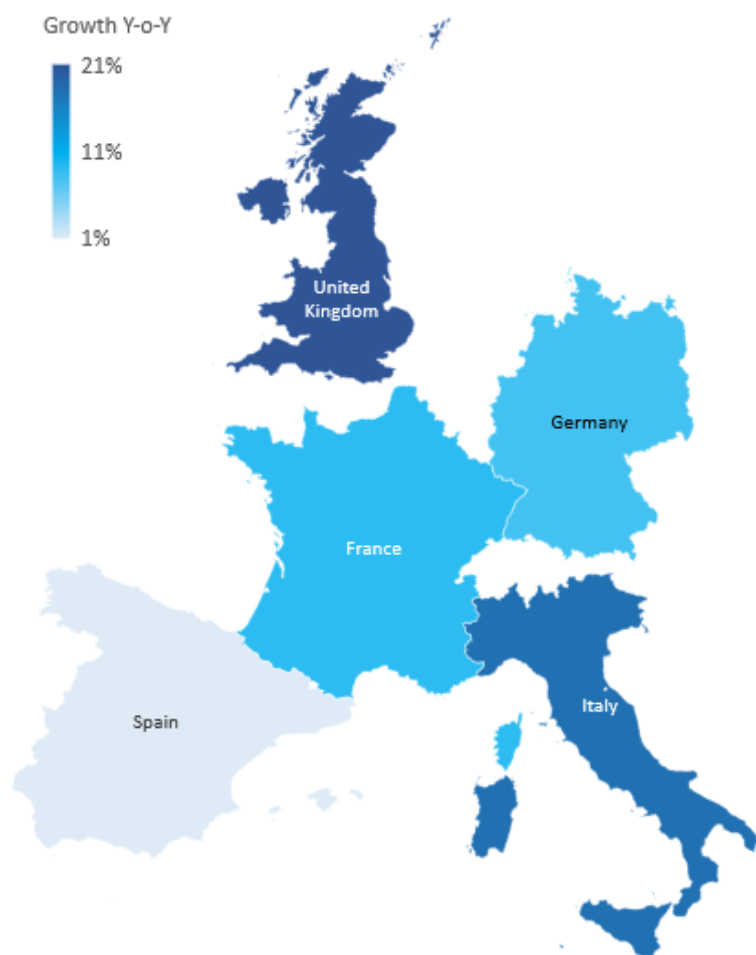 Growth Y-o-Y
21%
11%
1%
United
Kingdom
Germany
France
Italy
Spain